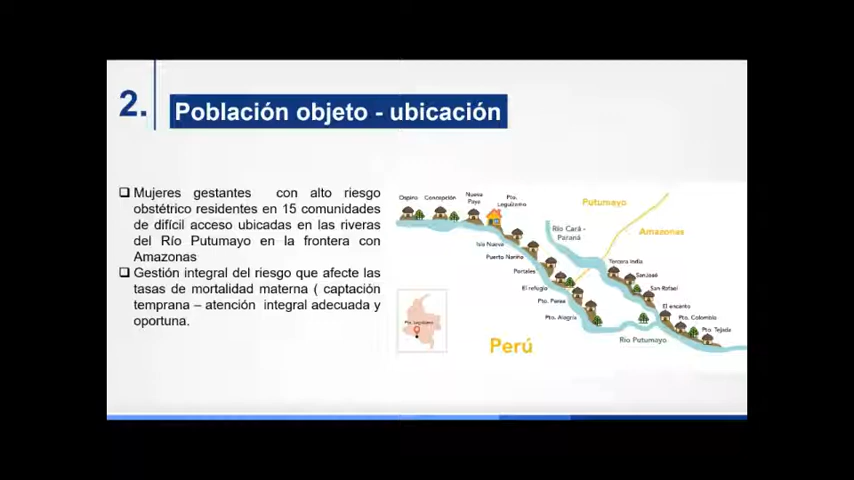 2.
Población objeto - ubicación
❑ Mujeres gestantes con alto riesgo
obstétrico residentes en 15 comunidades
de difícil acceso ubicadas en las riveras
del Río Putumayo en la frontera con
Amazonas
❑ Gestión integral del riesgo que afecte las
tasas de mortalidad materna ( captación
temprana – atención integral adecuada y
oportuna.
Concepción
Nueva
Paya
Pto.
Leguízamo
Putumayo
Amazonas
Río Cará -
Paraná
Isla Nueva
Puerto Nariño
Tercera India
Portales
San José
El refugio
San Rafael
Pto. Perea
El encanto
Pto. Alegría
Pto. Colombia
Pto. Tejada
Río Putumayo
Pto. Leguízamo
Perú